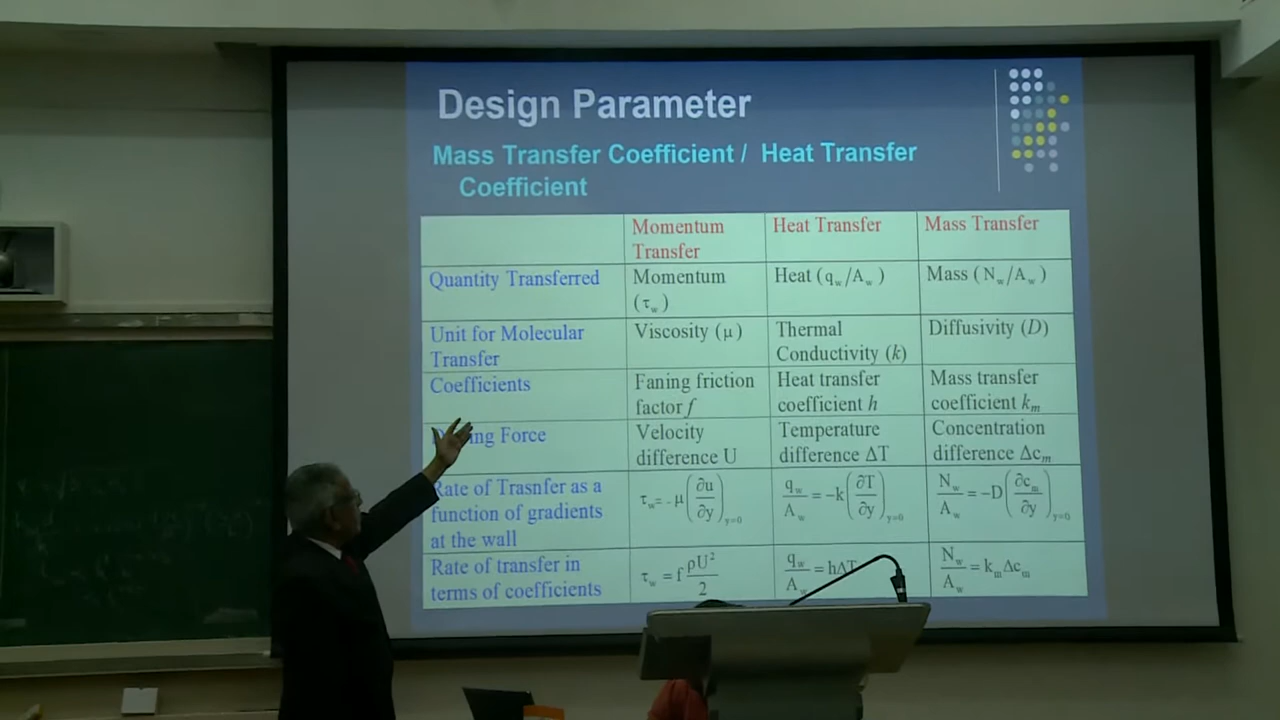 Design Parameter
Mass Transfer Coefficient / Heat Transfer
Coefficient
Momentum
Transfer
Heat Transfer
Mass Transfer
Quantity Transferred
Momentum
(τw)
Heat (qw/Aw)
Mass (Nw/Aw)
Unit for Molecular
Transfer
Viscosity (μ)
Thermal
Conductivity (k)
Diffusivity (D)
Coefficients
Faning friction
factor f
Heat transfer
coefficient h
Mass transfer
coefficient km
Force
Velocity
difference U
Temperature
difference ΔT
Concentration
difference Δcm
Rate of Trasnfer as a
function of gradients
at the wall
τw= -μ(∂u/∂y)y=0
qw/Aw = -k(∂T/∂y)y=0
Nw/Aw = -D(∂cm/∂y)y=0
Rate of transfer in
terms of coefficients
τw = f ρU²/2
qw/Aw = hΔT
Nw/Aw = kmΔcm